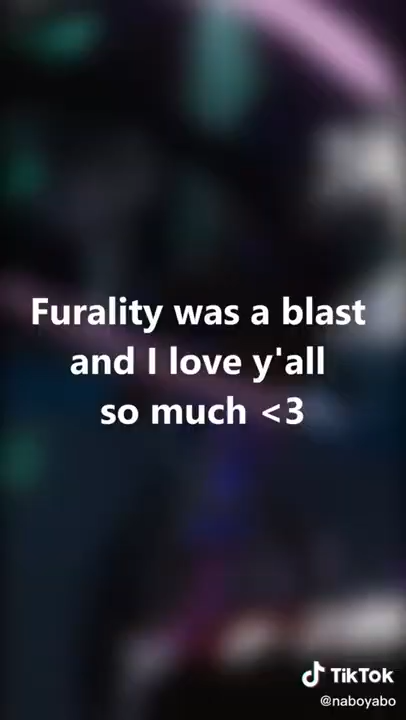 Furality was a blast
and I love y'all
so much <3
TikTok
@naboyabo